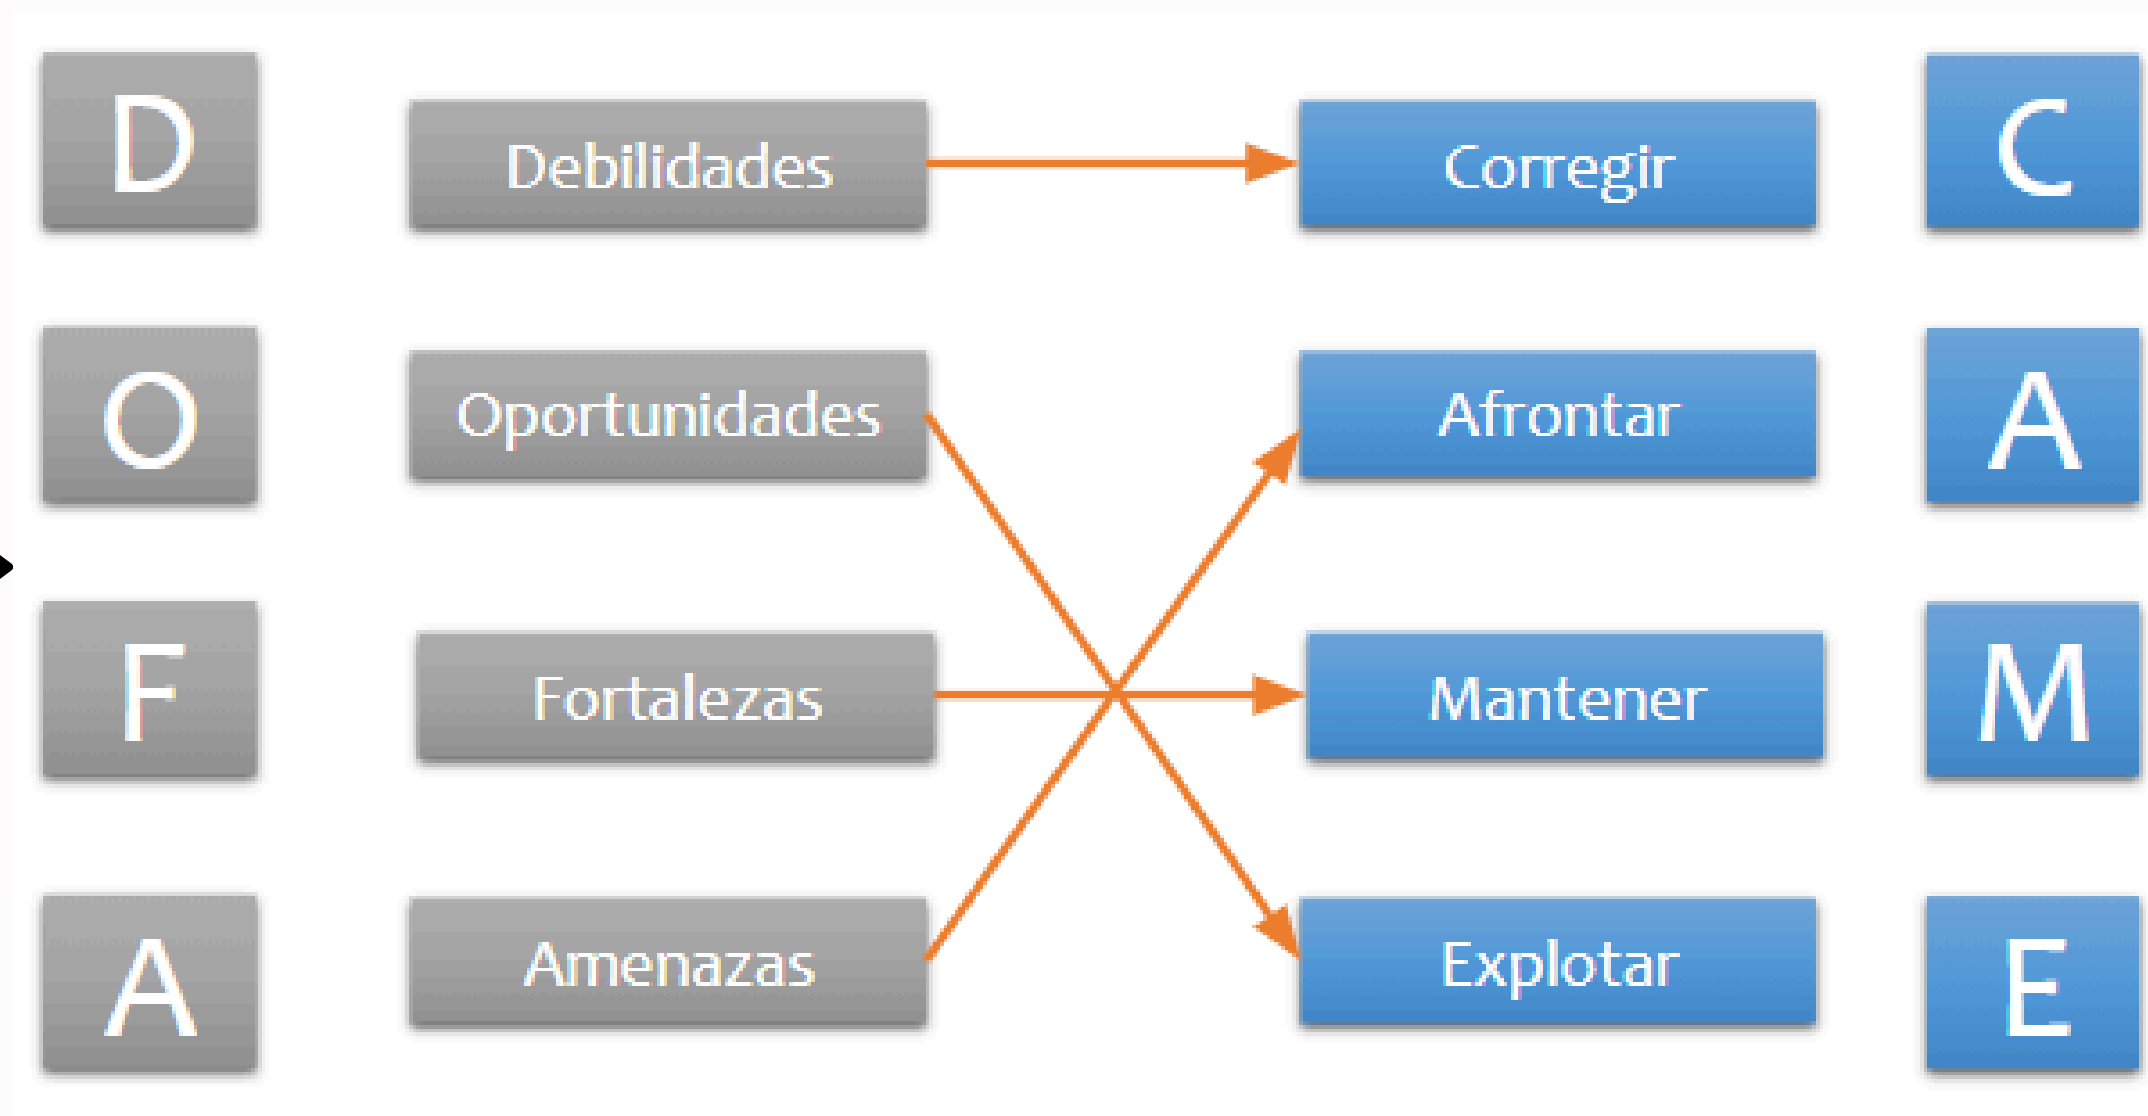 D Debilidades Corregir C
O Oportunidades Afrontar A
F Fortalezas Mantener M
A Amenazas Explotar E